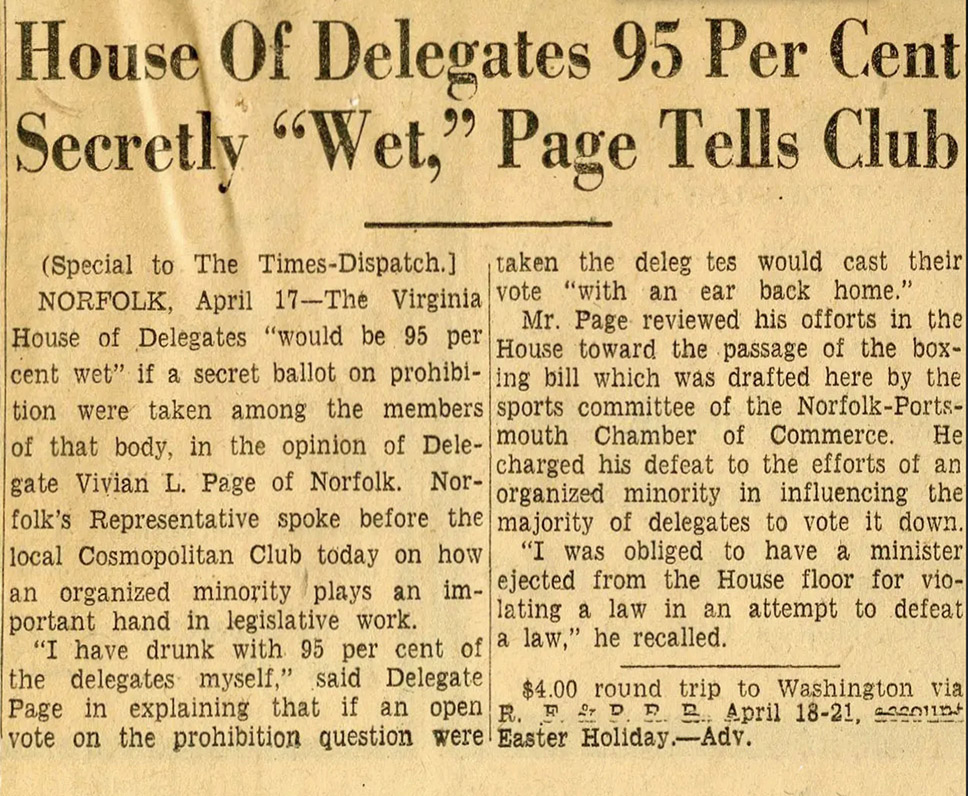 House Of Delegates 95 Per Cent
Secretly “Wet,” Page Tells Club
(Special to The Times-Dispatch.]
NORFOLK, April 17—The Virginia
House of Delegates “would be 95 per
cent wet” if a secret ballot on prohibi-
tion were taken among the members
of that body, in the opinion of Dele-
gate Vivian L. Page of Norfolk. Nor-
folk’s Representative spoke before the
local Cosmopolitan Club today on how
an organized minority plays an im-
portant hand in legislative work.
“I have drunk with 95 per cent of
the delegates myself,” said Delegate
Page in explaining that if an open
vote on the prohibition question were
taken the deleg tes would cast their
vote “with an ear back home.”
Mr. Page reviewed his efforts in the
House toward the passage of the box-
ing bill which was drafted here by the
sports committee of the Norfolk-Ports-
mouth Chamber of Commerce. He
charged his defeat to the efforts of an
organized minority in influencing the
majority of delegates to vote it down.
“I was obliged to have a minister
ejected from the House floor for vio-
lating a law in an attempt to defeat
a law,” he recalled.
$4.00 round trip to Washington via
R. F. & P. R. R., April 18-21, account
Easter Holiday.—Adv.